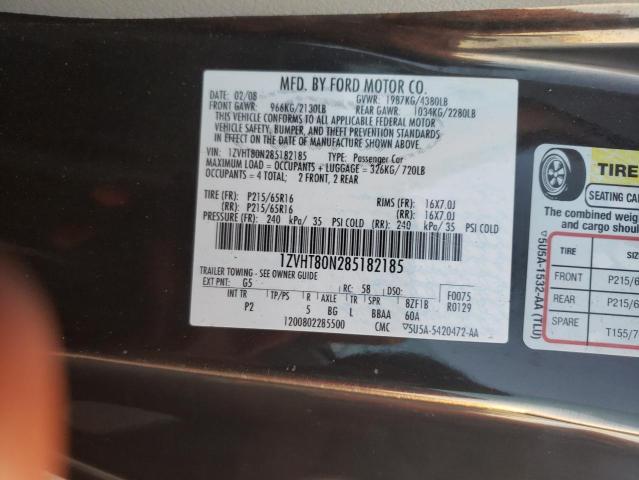 MFD. BY FORD MOTOR CO.
DATE: 02/08 GVWR: 1987KG/4380LB
FRONT GAWR: 966KG/2130LB REAR GAWR: 1034KG/2280LB
THIS VEHICLE CONFORMS TO ALL APPLICABLE FEDERAL MOTOR
VEHICLE SAFETY, BUMPER, AND THEFT PREVENTION STANDARDS
IN EFFECT ON THE DATE OF MANUFACTURE SHOWN ABOVE.
VEHICLE IDENT NO: 1ZVHT80N285182185 TYPE: Passenger Car
MAXIMUM LOAD = OCCUPANTS + LUGGAGE = 326KG/720LB
OCCUPANTS = 4 TOTAL: 2 FRONT, 2 REAR
TIRE (FR): P215/65R16 RIMS (FR): 16X7.0J
(RR): P215/65R16 (RR): 16X7.0J
PRESSURE (FR): 240 kPa/ 35 PSI COLD (RR): 240 kPa/ 35 PSI COLD
1ZVHT80N285182185
TRAILER TOWING - SEE OWNER GUIDE
EXT PNT: G5 RC: 58 F0075
INT TR TP/PS R AXLE TR SPR BZF1B R0129
P2 5 BG L BBAA 60A
1200802285500 CMC ▽5U5A-5420472-AA
▽5U5A-1532-AA (TLU)
TIRE
SEATING CA
The combined weig
and cargo shou
TIRE S
FRONT P215/6
REAR P215/6
SPARE T155/7